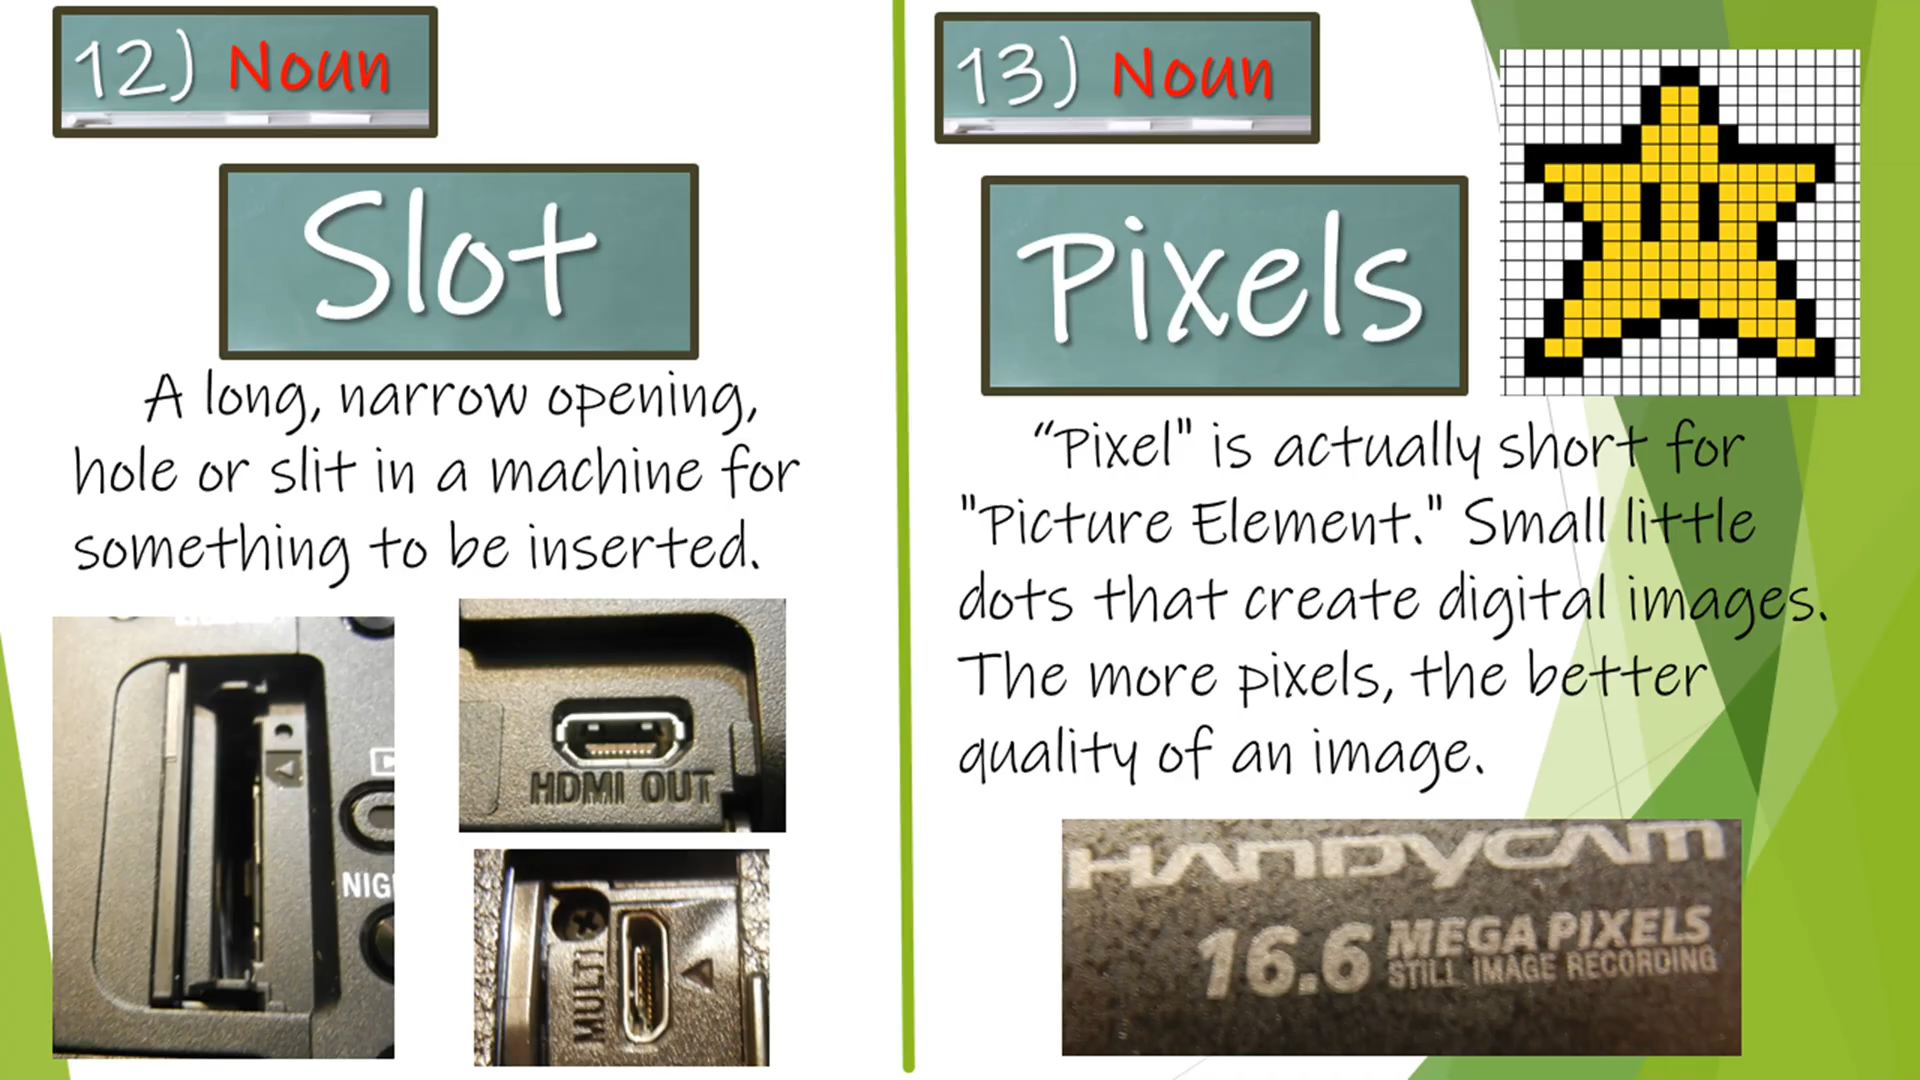 12) Noun
Slot
A long, narrow opening,
hole or slit in a machine for
something to be inserted.
NIG
HDMI OUT
MULTI
13) Noun
Pixels
“Pixel" is actually short for
"Picture Element." Small little
dots that create digital images.
The more pixels, the better
quality of an image.
HANDYCAM
16.6 MEGA PIXELS
STILL IMAGE RECORDING